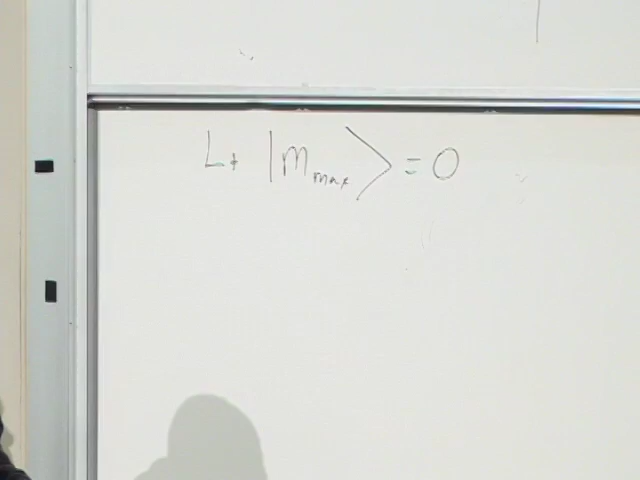 L₊ |m_max⟩ = 0